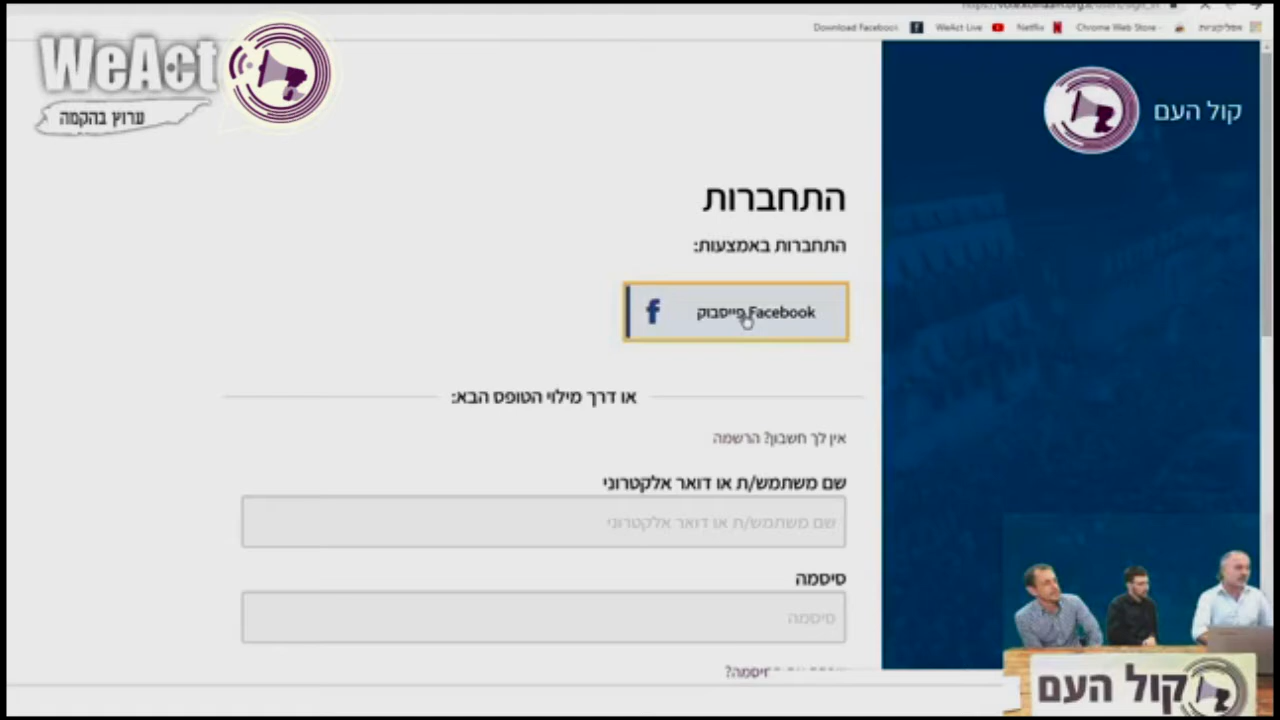 Download Facebook WeAct Live Netflix Chrome Web Store - אפליקציות
WeAct
ערוץ בהקמה
קול העם
התחברות
התחברות באמצעות:
Facebook פייסבוק
או דרך מילוי הטופס הבא:
אין לך חשבון? הרשמה
שם משתמש/ת או דואר אלקטרוני
שם משתמש/ת או דואר אלקטרוני
סיסמה
סיסמה
קול העם